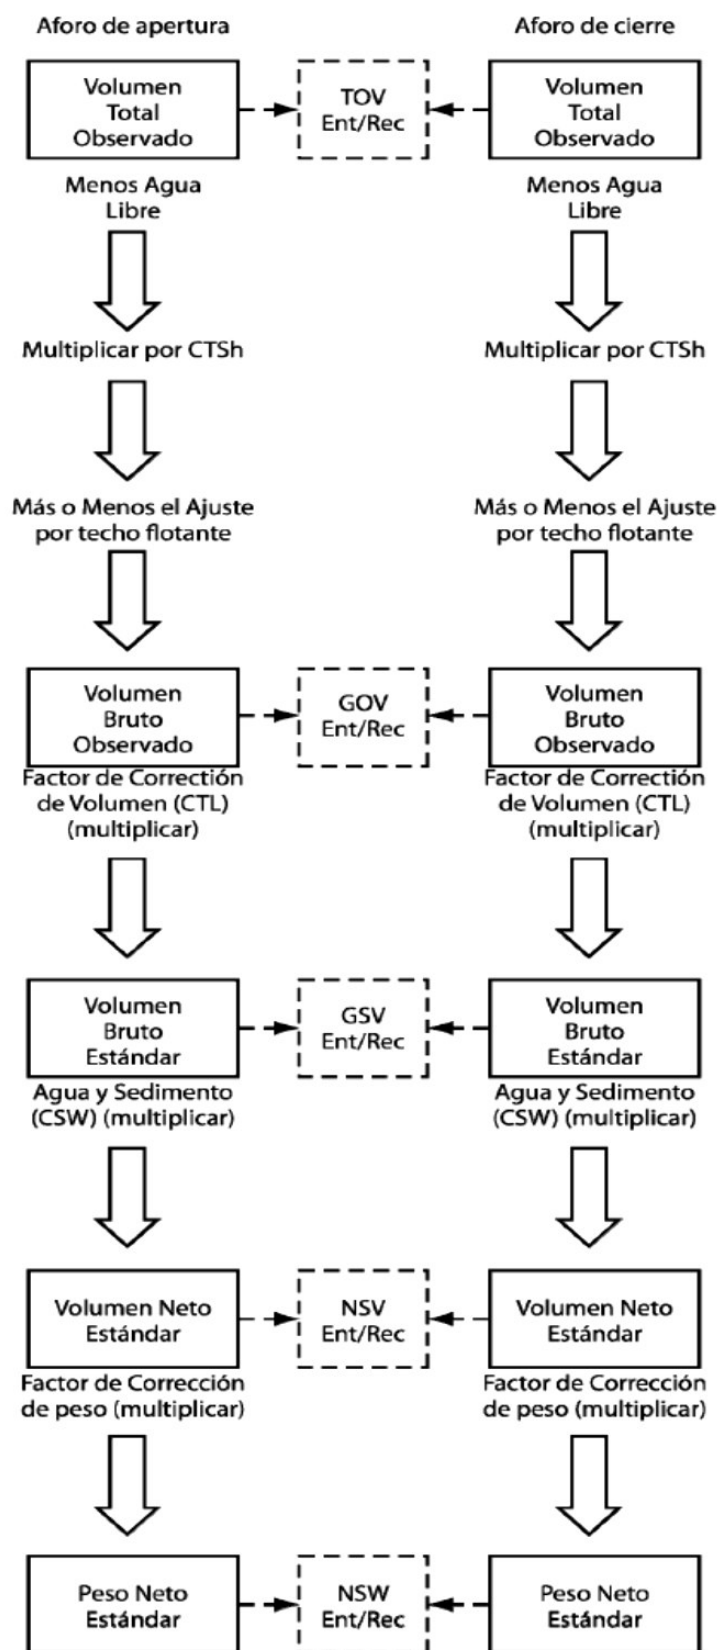 Aforo de apertura
Aforo de cierre
Volumen
Total
Observado
TOV
Ent/Rec
Volumen
Total
Observado
Menos Agua
Libre
Menos Agua
Libre
Multiplicar por CTSh
Multiplicar por CTSh
Más o Menos el Ajuste
por techo flotante
Más o Menos el Ajuste
por techo flotante
Volumen
Bruto
Observado
GOV
Ent/Rec
Volumen
Bruto
Observado
Factor de Correctión
de Volumen (CTL)
(multiplicar)
Factor de Correctión
de Volumen (CTL)
(multiplicar)
Volumen
Bruto
Estándar
GSV
Ent/Rec
Volumen
Bruto
Estándar
Agua y Sedimento
(CSW) (multiplicar)
Agua y Sedimento
(CSW) (multiplicar)
Volumen Neto
Estándar
NSV
Ent/Rec
Volumen Neto
Estándar
Factor de Corrección
de peso (multiplicar)
Factor de Corrección
de peso (multiplicar)
Peso Neto
Estándar
NSW
Ent/Rec
Peso Neto
Estándar